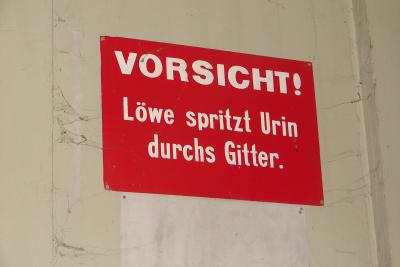 VORSICHT!
Löwe spritzt Urin
durchs Gitter.